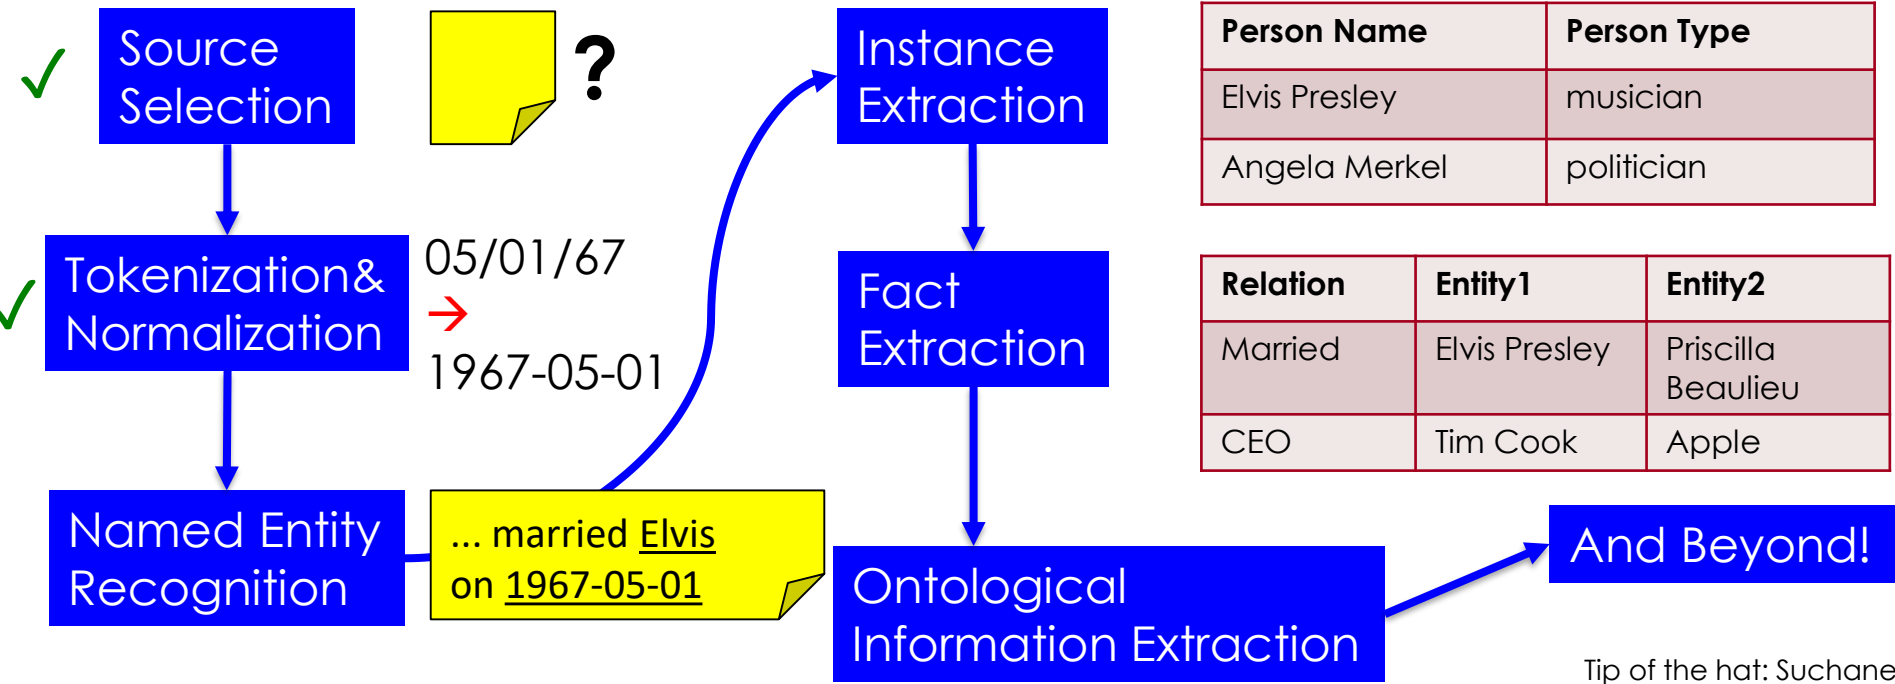 ✓
Source
Selection
?
Tokenization&
Normalization
✓
05/01/67
→
1967-05-01
Named Entity
Recognition
... married Elvis
on 1967-05-01
Instance
Extraction
Fact
Extraction
Ontological
Information Extraction
And Beyond!
Person Name Person Type
Elvis Presley musician
Angela Merkel politician
Relation Entity1 Entity2
Married Elvis Presley Priscilla
Beaulieu
CEO Tim Cook Apple
Tip of the hat: Suchane